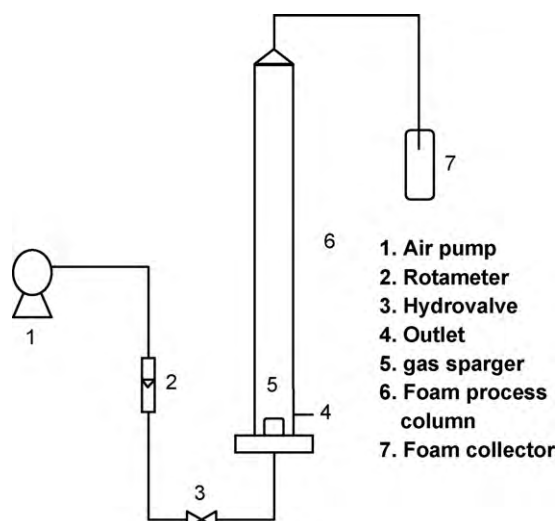 6
7
1
2
5
4
3
1. Air pump
2. Rotameter
3. Hydrovalve
4. Outlet
5. gas sparger
6. Foam process
column
7. Foam collector